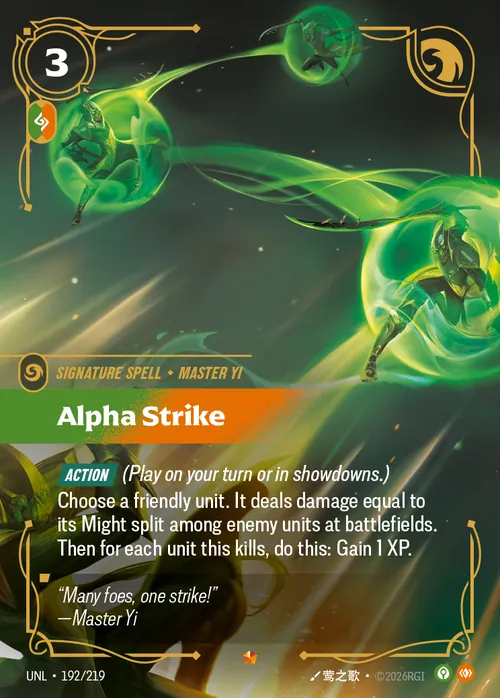 3
SIGNATURE SPELL • MASTER YI
Alpha Strike
ACTION (Play on your turn or in showdowns.)
Choose a friendly unit. It deals damage equal to
its Might split among enemy units at battlefields.
Then for each unit this kills, do this: Gain 1 XP.
“Many foes, one strike!”
—Master Yi
UNL • 192/219
莺之歌 • ©2026RGI